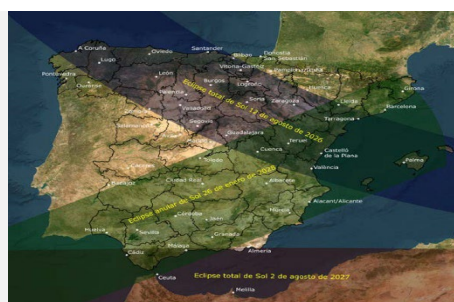 A Coruña
Oviedo
Santander
Bilbao
Donostia
San Sebastián
Lugo
Vitoria-Gasteiz
Pontevedra
León
Burgos
Logroño
Huesca
Girona
Ourense
Palencia
Valladolid
Soria
Zaragoza
Lleida
Barcelona
Eclipse total de Sol 12 de agosto de 2026
Tarragona
Segovia
Guadalajara
Teruel
Castelló de la Plana
Toledo
Cuenca
València
Palma
Cáceres
Badajoz
Ciudad Real
Albacete
Eclipse anular de Sol 26 de enero de 2028
Alacant/Alicante
Córdoba
Jaén
Murcia
Huelva
Sevilla
Granada
Cádiz
Málaga
Almería
Ceuta
Eclipse total de Sol 2 de agosto de 2027
Melilla